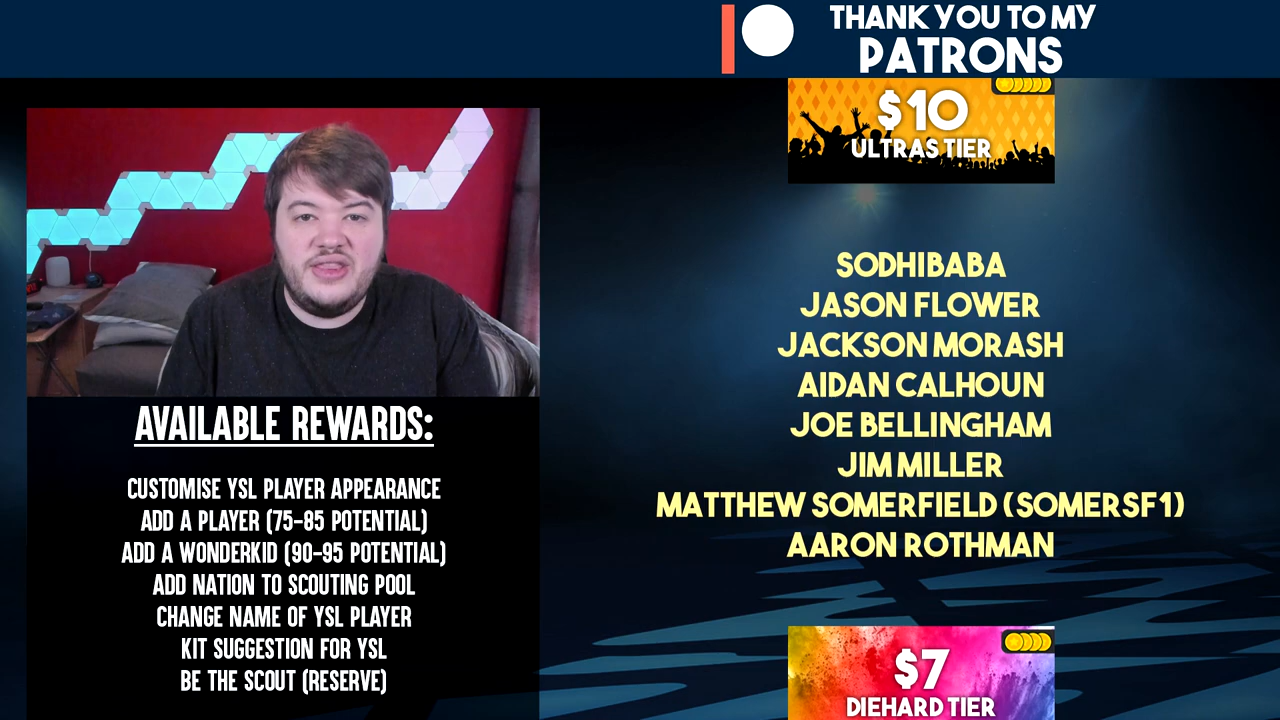 THANK YOU TO MY
PATRONS
$10
ULTRAS TIER
SODHIBABA
JASON FLOWER
JACKSON MORASH
AIDAN CALHOUN
JOE BELLINGHAM
JIM MILLER
MATTHEW SOMERFIELD (SOMERSF1)
AARON ROTHMAN
$7
DIEHARD TIER
AVAILABLE REWARDS:
CUSTOMISE YSL PLAYER APPEARANCE
ADD A PLAYER (75-85 POTENTIAL)
ADD A WONDERKID (90-95 POTENTIAL)
ADD NATION TO SCOUTING POOL
CHANGE NAME OF YSL PLAYER
KIT SUGGESTION FOR YSL
BE THE SCOUT (RESERVE)